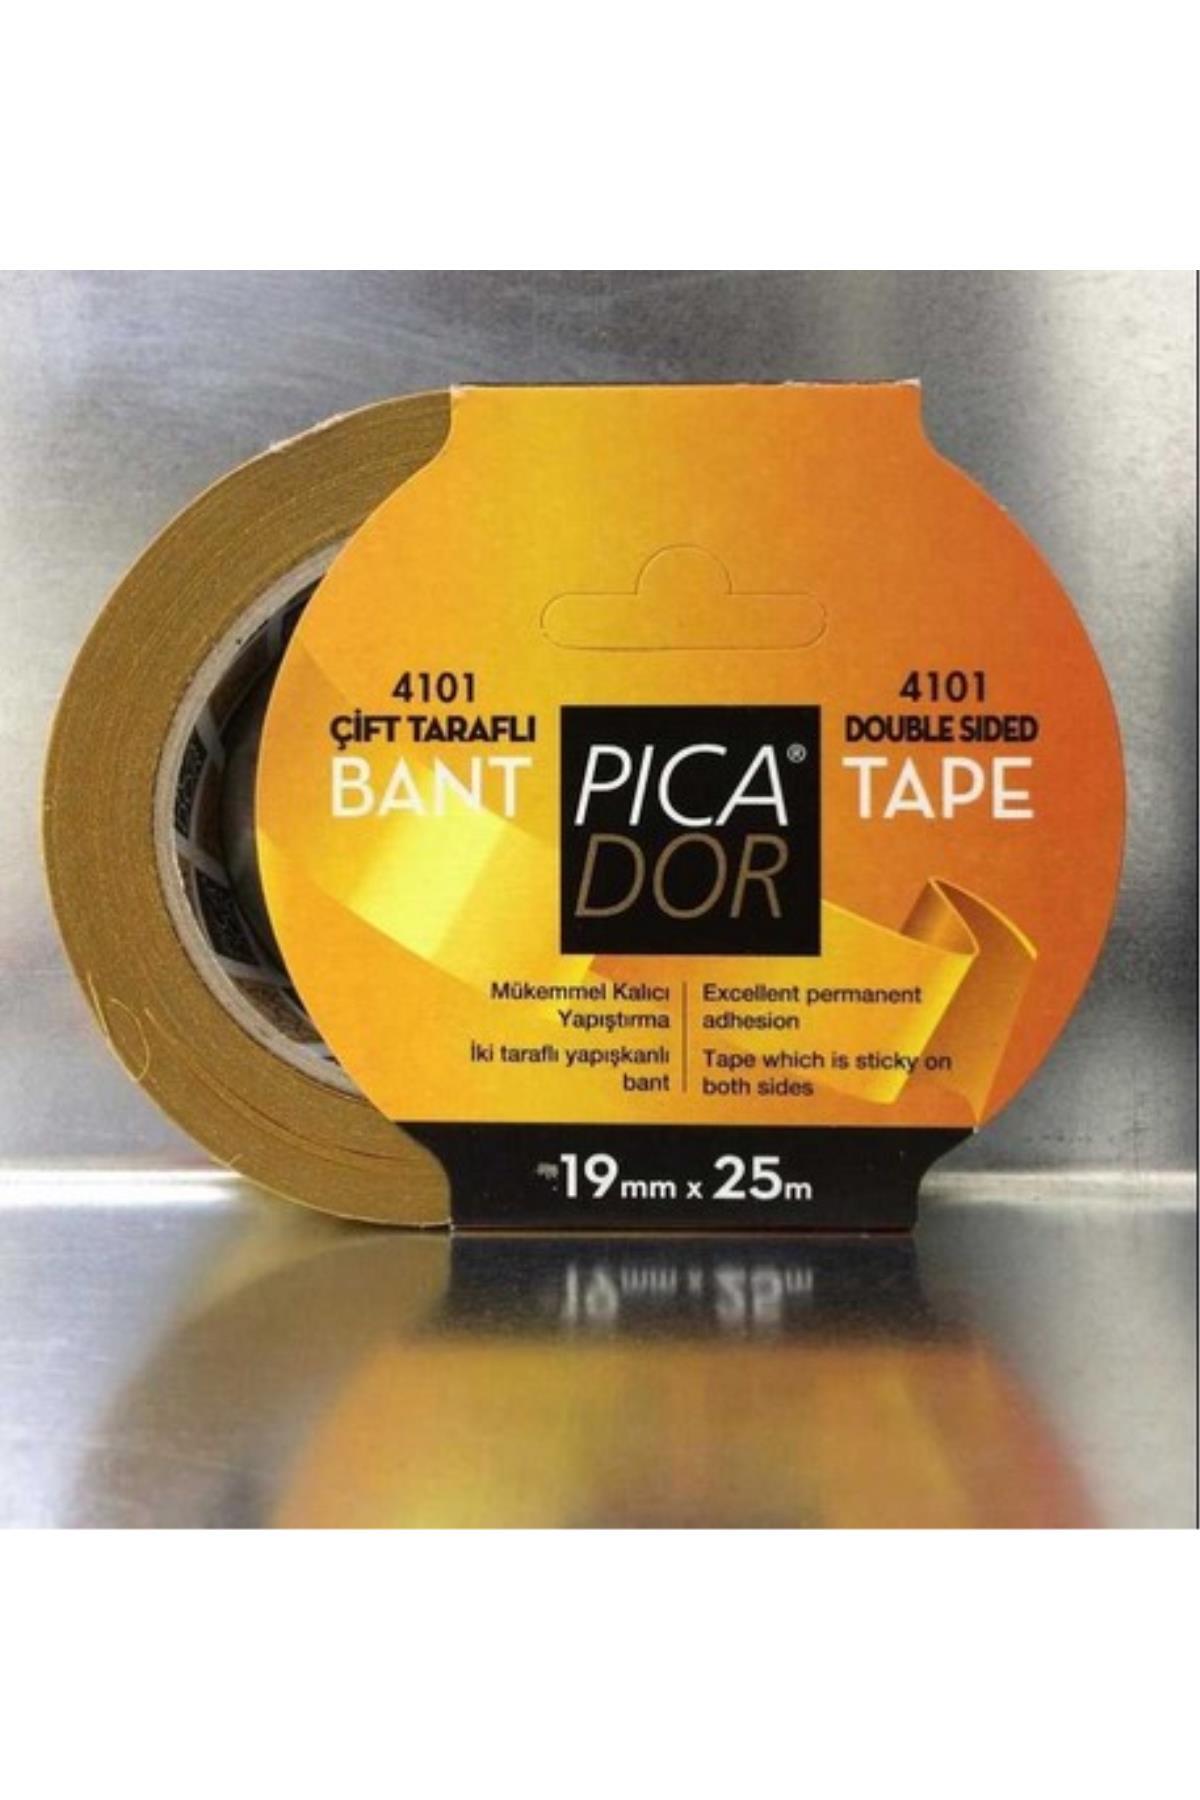 4101
ÇİFT TARAFLI
BANT
PICA®
DOR
4101
DOUBLE SIDED
TAPE
Mükemmel Kalıcı
Yapıştırma
İki taraflı yapışkanlı
bant
Excellent permanent
adhesion
Tape which is sticky on
both sides
19mm x 25m